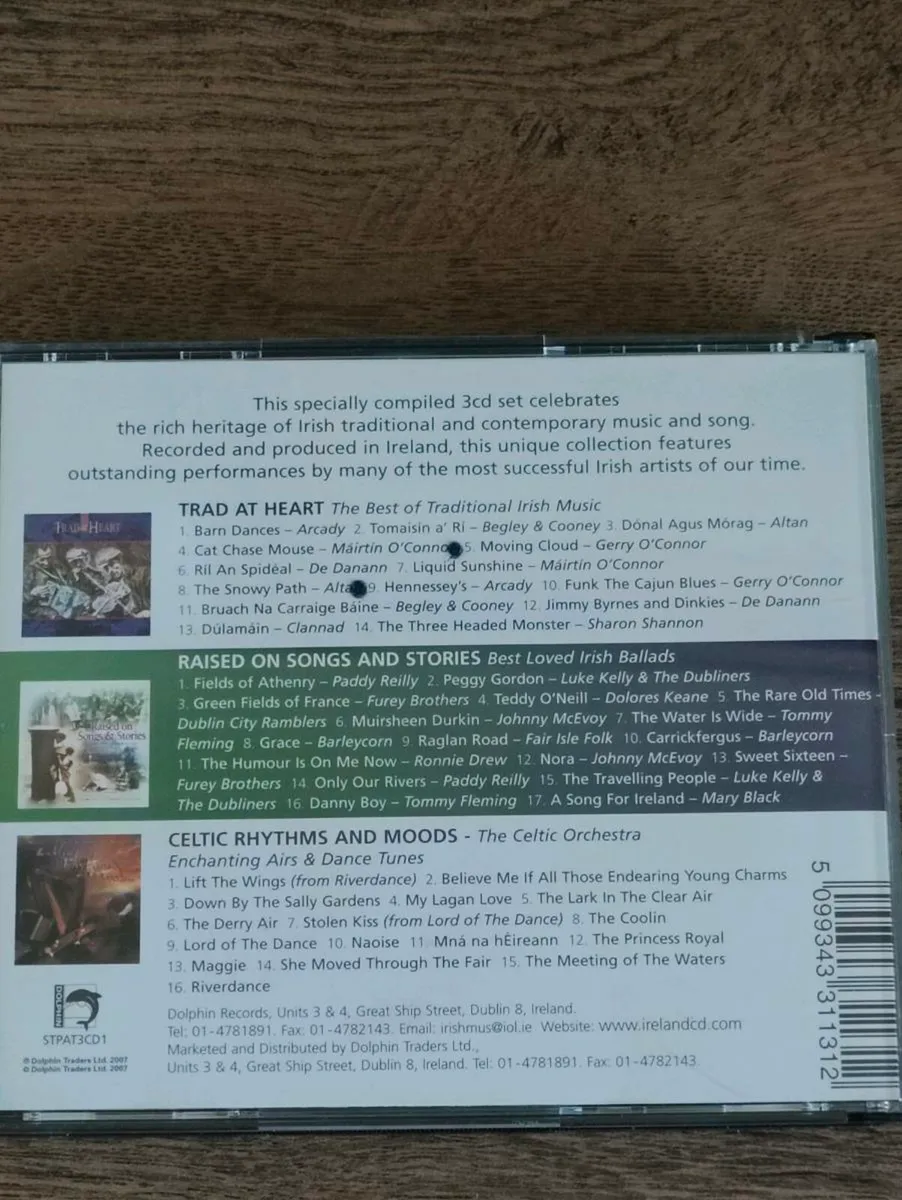 This specially compiled 3cd set celebrates
the rich heritage of Irish traditional and contemporary music and song.
Recorded and produced in Ireland, this unique collection features
outstanding performances by many of the most successful Irish artists of our time.
TRAD AT HEART
TRAD AT HEART The Best of Traditional Irish Music
1. Barn Dances – Arcady 2. Tomaisín a' Rí – Begley & Cooney 3. Dónal Agus Mórag – Altan
4. Cat Chase Mouse – Máirtin O'Conno 5. Moving Cloud – Gerry O'Connor
6. Ríl An Spidéal – De Danann 7. Liquid Sunshine – Máirtin O'Connor
8. The Snowy Path – Alta 9. Hennessey's – Arcady 10. Funk The Cajun Blues – Gerry O'Connor
11. Bruach Na Carraige Báine – Begley & Cooney 12. Jimmy Byrnes and Dinkies – De Danann
13. Dúlamáin – Clannad 14. The Three Headed Monster – Sharon Shannon
Raised on
Songs & Stories
RAISED ON SONGS AND STORIES Best Loved Irish Ballads
1. Fields of Athenry – Paddy Reilly 2. Peggy Gordon – Luke Kelly & The Dubliners
3. Green Fields of France – Furey Brothers 4. Teddy O'Neill – Dolores Keane 5. The Rare Old Times -
Dublin City Ramblers 6. Muirsheen Durkin – Johnny McEvoy 7. The Water Is Wide – Tommy
Fleming 8. Grace – Barleycorn 9. Raglan Road – Fair Isle Folk 10. Carrickfergus – Barleycorn
11. The Humour Is On Me Now – Ronnie Drew 12. Nora – Johnny McEvoy 13. Sweet Sixteen –
Furey Brothers 14. Only Our Rivers – Paddy Reilly 15. The Travelling People – Luke Kelly &
The Dubliners 16. Danny Boy – Tommy Fleming 17. A Song For Ireland – Mary Black
CELTIC RHYTHMS AND MOODS - The Celtic Orchestra
Enchanting Airs & Dance Tunes
1. Lift The Wings (from Riverdance) 2. Believe Me If All Those Endearing Young Charms
3. Down By The Sally Gardens 4. My Lagan Love 5. The Lark In The Clear Air
6. The Derry Air 7. Stolen Kiss (from Lord of The Dance) 8. The Coolin
9. Lord of The Dance 10. Naoise 11. Mná na hÉireann 12. The Princess Royal
13. Maggie 14. She Moved Through The Fair 15. The Meeting of The Waters
16. Riverdance
DOLPHIN
STPAT3CD1
℗ Dolphin Traders Ltd. 2007
© Dolphin Traders Ltd. 2007
Dolphin Records, Units 3 & 4, Great Ship Street, Dublin 8, Ireland.
Tel: 01-4781891. Fax: 01-4782143. Email: irishmus@iol.ie Website: www.irelandcd.com
Marketed and Distributed by Dolphin Traders Ltd.,
Units 3 & 4, Great Ship Street, Dublin 8, Ireland. Tel: 01-4781891. Fax: 01-4782143.
5 099343 311312